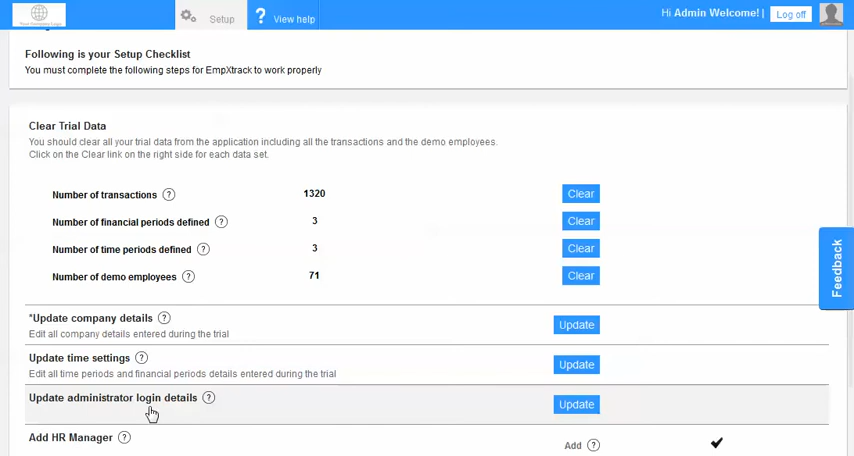 Your Company Logo
Setup
? View help
Hi Admin Welcome! | Log off
Following is your Setup Checklist
You must complete the following steps for EmpXtrack to work properly
Clear Trial Data
You should clear all your trial data from the application including all the transactions and the demo employees.
Click on the Clear link on the right side for each data set.
Number of transactions ? 1320 Clear
Number of financial periods defined ? 3 Clear
Number of time periods defined ? 3 Clear
Number of demo employees ? 71 Clear
Feedback
*Update company details ?
Update
Edit all company details entered during the trial
Update time settings ?
Update
Edit all time periods and financial periods details entered during the trial
Update administrator login details ?
Update
Add HR Manager ?
Add ?